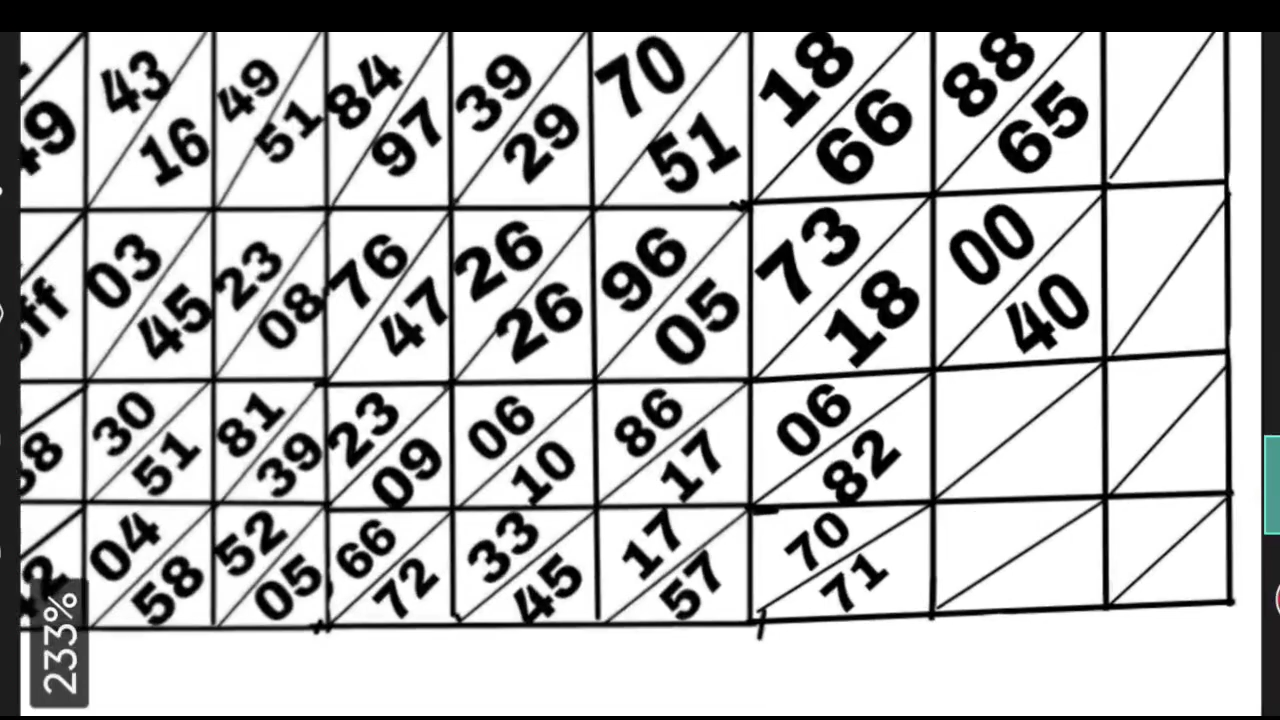 49 43 16 49 51 84 97 39 29 70 51 18 66 88 65
off 03 45 23 08 76 47 26 26 96 05 73 18 00 40
30 51 81 39 23 09 06 10 86 17 06 82
04 58 52 05 66 72 33 45 17 57 70 71
233%